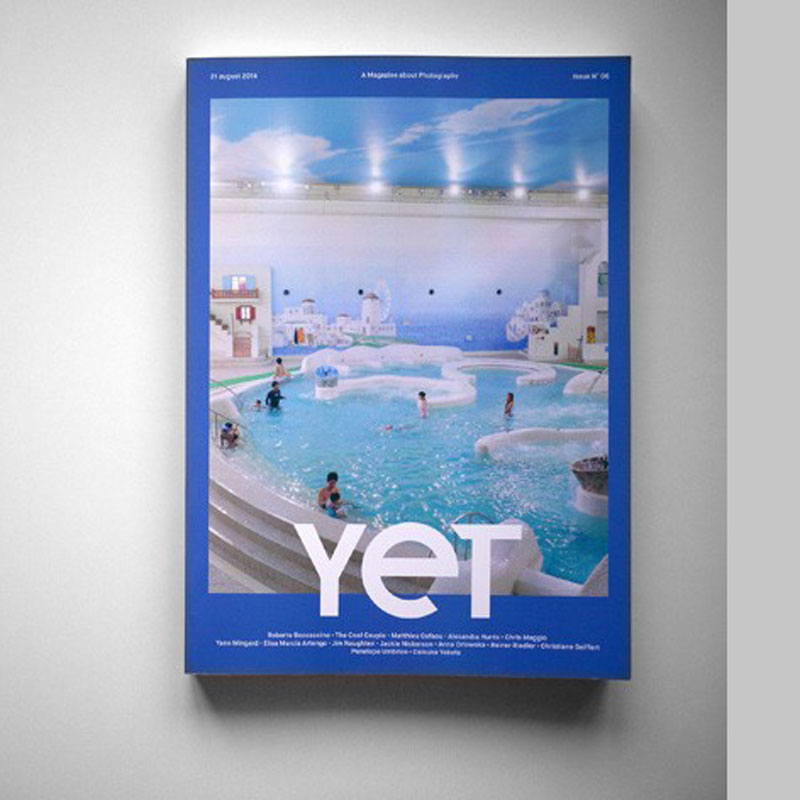 21 august 2014
A Magazine about Photography
Issue N° 06
YeT
Roberto Boccaccino • The Cool Couple • Matthieu Gafsou • Alexandra Hunts • Chris Maggio
Yann Mingard • Elisa Murcia Artengo • Jim Naughten • Jackie Nickerson • Anna Orlowska • Reiner Riedler • Christiane Seiffert
Penelope Umbrico • Daisuke Yokota